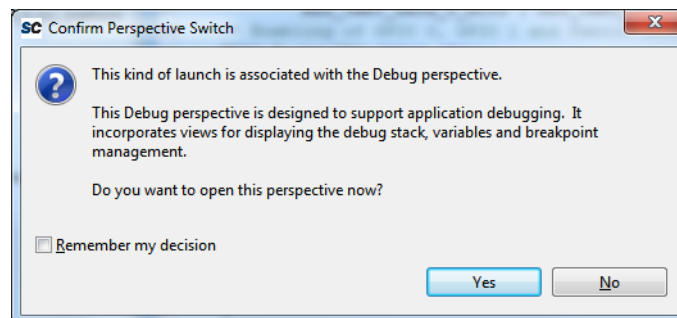 SC Confirm Perspective Switch
This kind of launch is associated with the Debug perspective.
This Debug perspective is designed to support application debugging. It
incorporates views for displaying the debug stack, variables and breakpoint
management.
Do you want to open this perspective now?
Remember my decision
Yes No